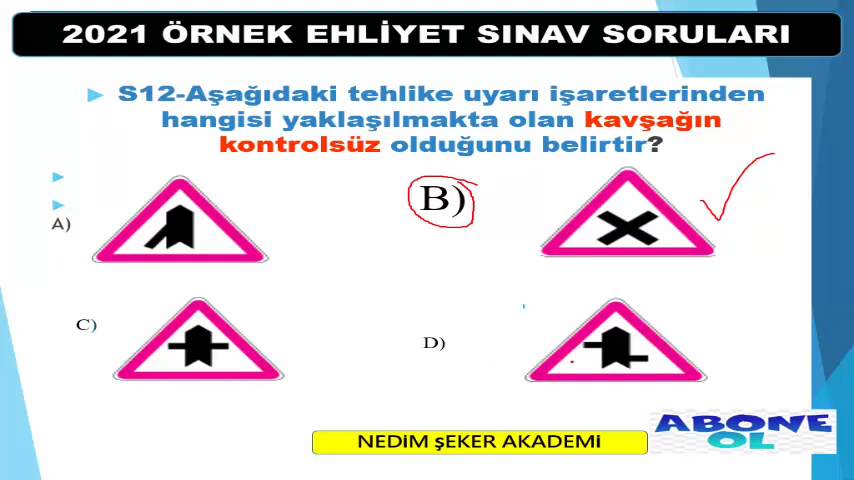 2021 ÖRNEK EHLİYET SINAV SORULARI
S12-Aşağıdaki tehlike uyarı işaretlerinden
hangisi yaklaşılmakta olan kavşağın
kontrolsüz olduğunu belirtir?
A)
B)
C)
D)
NEDİM ŞEKER AKADEMİ
ABONE
OL